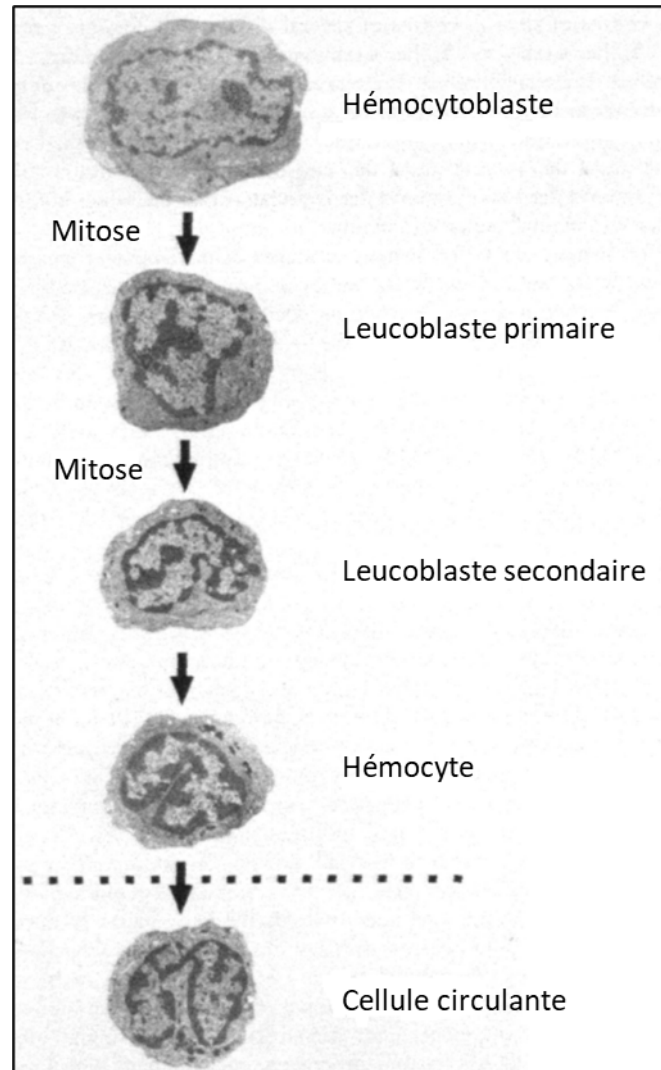 Hémocytoblaste
Mitose
Leucoblaste primaire
Mitose
Leucoblaste secondaire
Hémocyte
Cellule circulante